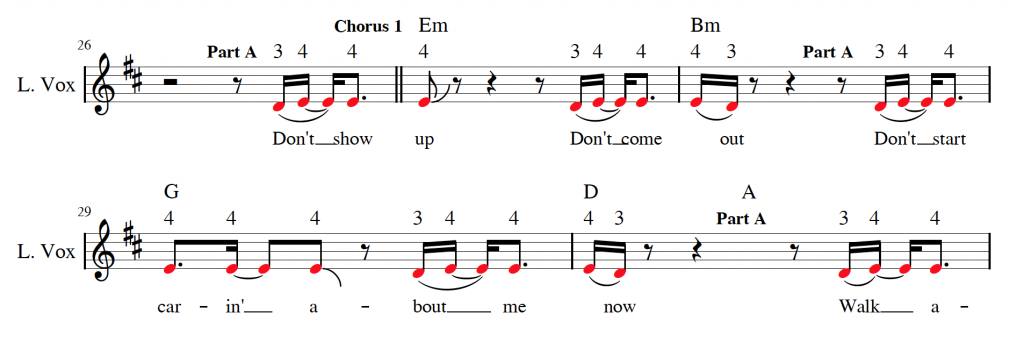 Chorus 1 Em Bm
26 Part A 3 4 4 4 3 4 4 4 3 Part A 3 4 4
L. Vox
Don't show up Don't come out Don't start
G D A
29 4 4 4 3 4 4 4 3 Part A 3 4 4
L. Vox
car - in' a - bout me now Walk a -